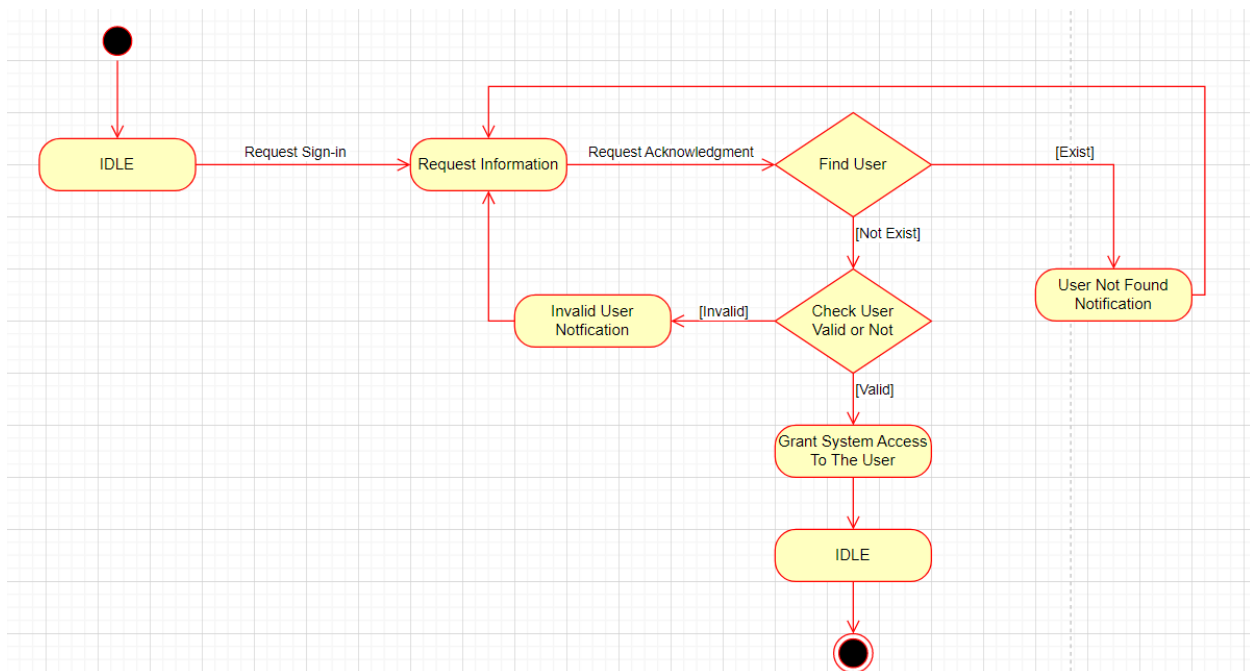 IDLE
Request Sign-in
Request Information
Request Acknowledgment
Find User
[Exist]
[Not Exist]
User Not Found
Notification
Invalid User
Notfication
[Invalid]
Check User
Valid or Not
[Valid]
Grant System Access
To The User
IDLE